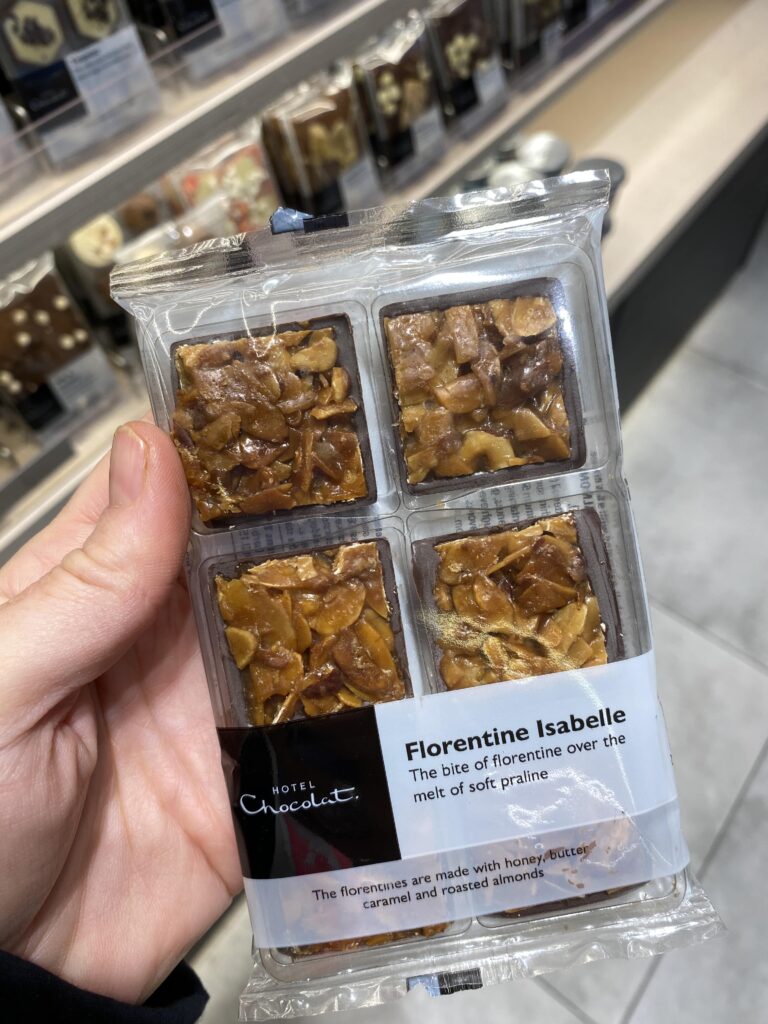 Florentine Isabelle
The bite of florentine over the
melt of soft praline
HOTEL
Chocolat.
The florentines are made with honey, butter
caramel and roasted almonds